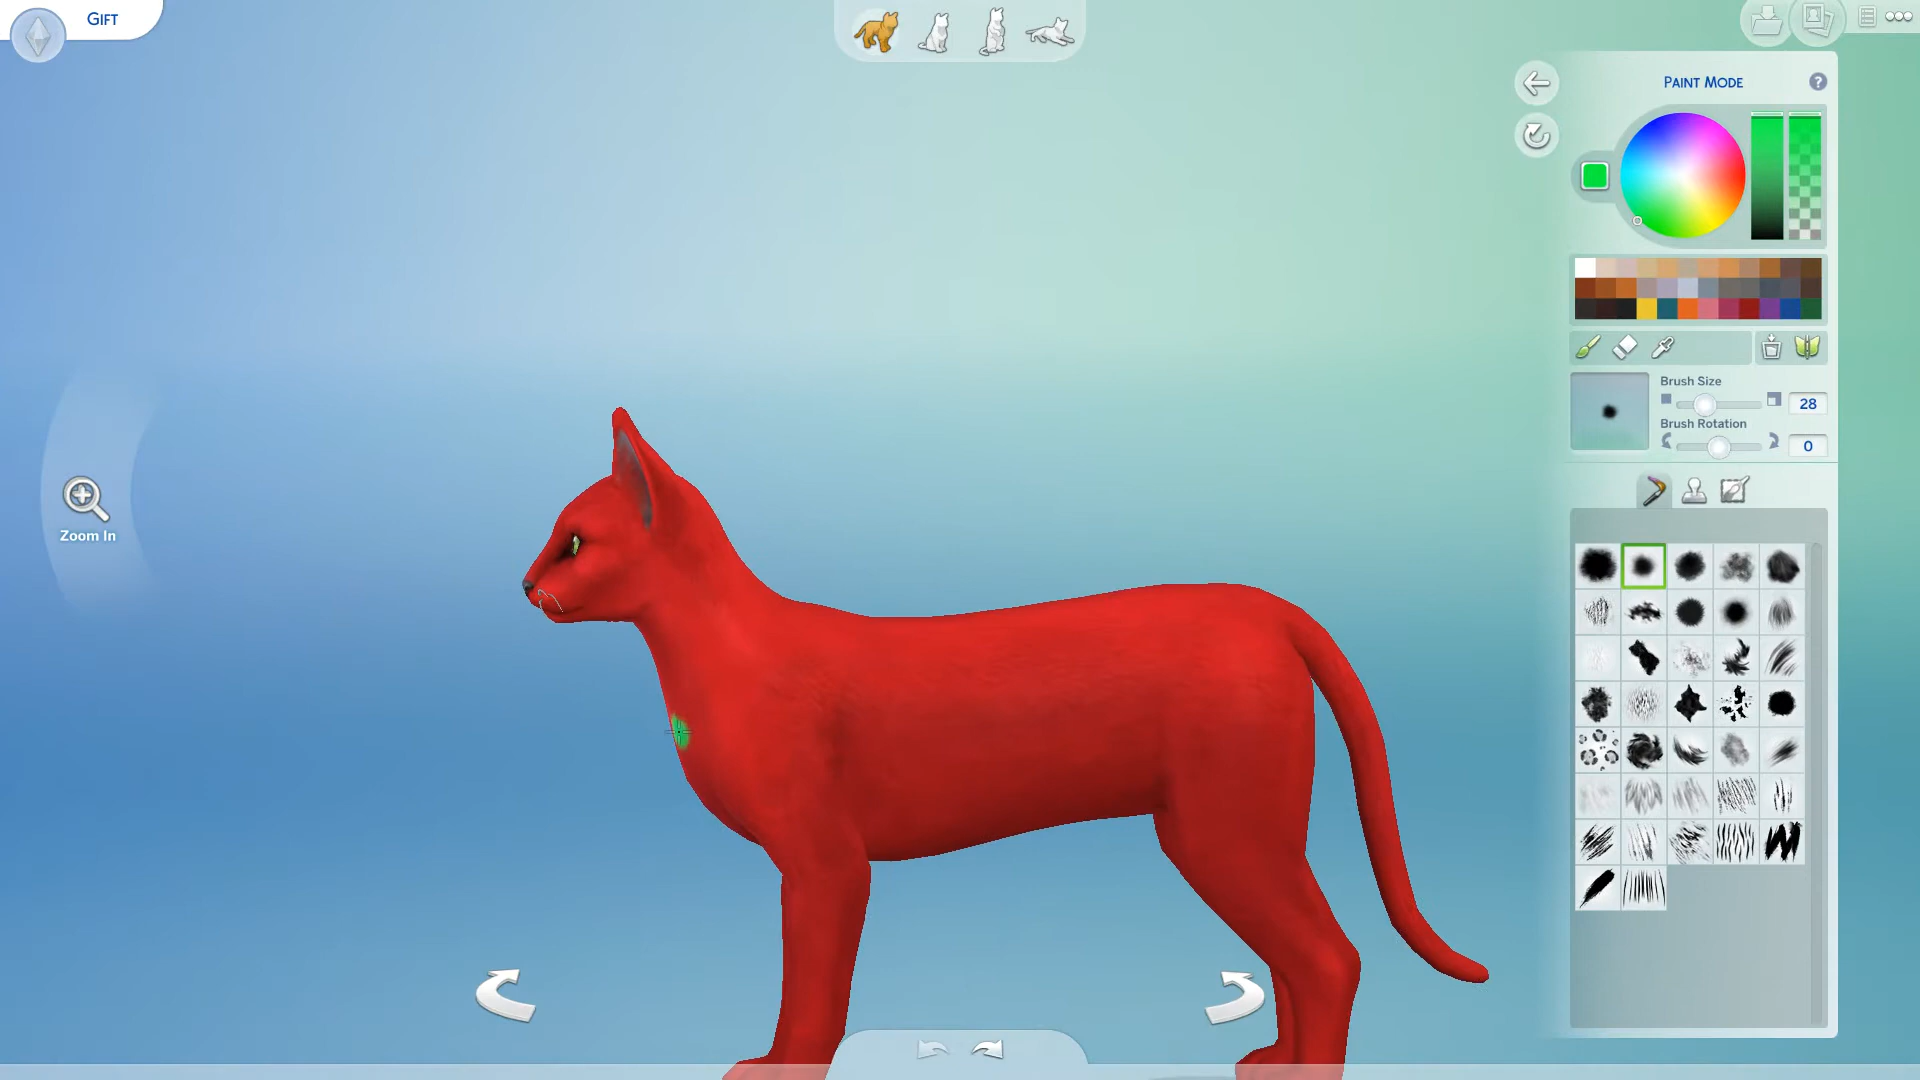 GIFT
PAINT MODE
?
Brush Size
28
Brush Rotation
0
Zoom In